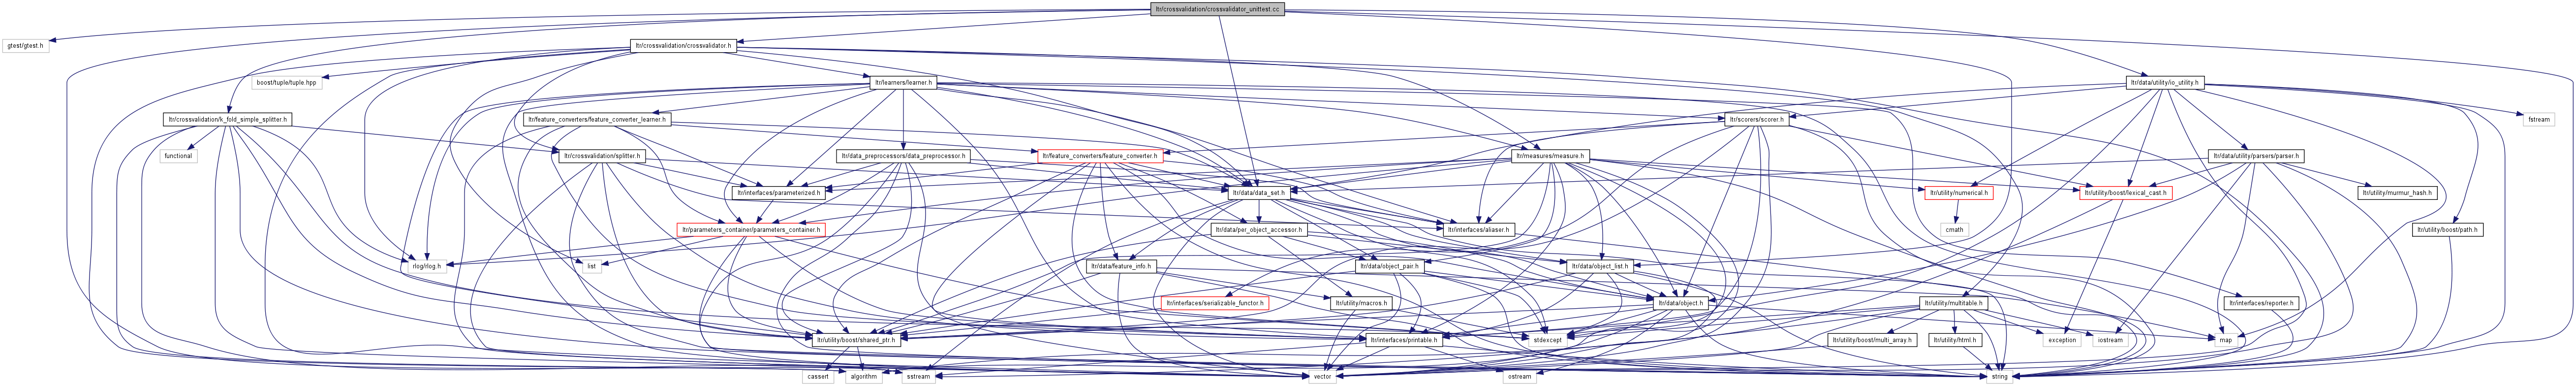 ltr/crossvalidation/crossvalidator_unittest.cc
gtest/gtest.h
ltr/crossvalidation/crossvalidator.h
boost/tuple/tuple.hpp
ltr/learners/learner.h
ltr/data/utility/io_utility.h
ltr/crossvalidation/k_fold_simple_splitter.h
ltr/feature_converters/feature_converter_learner.h
ltr/scorers/scorer.h
fstream
functional
ltr/crossvalidation/splitter.h
ltr/data_preprocessors/data_preprocessor.h
ltr/feature_converters/feature_converter.h
ltr/measures/measure.h
ltr/data/utility/parsers/parser.h
ltr/interfaces/parameterized.h
ltr/data/data_set.h
ltr/utility/numerical.h
ltr/utility/boost/lexical_cast.h
ltr/utility/murmur_hash.h
ltr/parameters_container/parameters_container.h
ltr/data/per_object_accessor.h
ltr/interfaces/aliaser.h
cmath
ltr/utility/boost/path.h
rlog/rlog.h
list
ltr/data/feature_info.h
ltr/data/object_pair.h
ltr/data/object_list.h
ltr/interfaces/serializable_functor.h
ltr/utility/macros.h
ltr/data/object.h
ltr/utility/multitable.h
ltr/interfaces/reporter.h
ltr/utility/boost/shared_ptr.h
ltr/interfaces/printable.h
stdexcept
ltr/utility/boost/multi_array.h
ltr/utility/html.h
exception
iostream
map
cassert
algorithm
sstream
vector
ostream
string